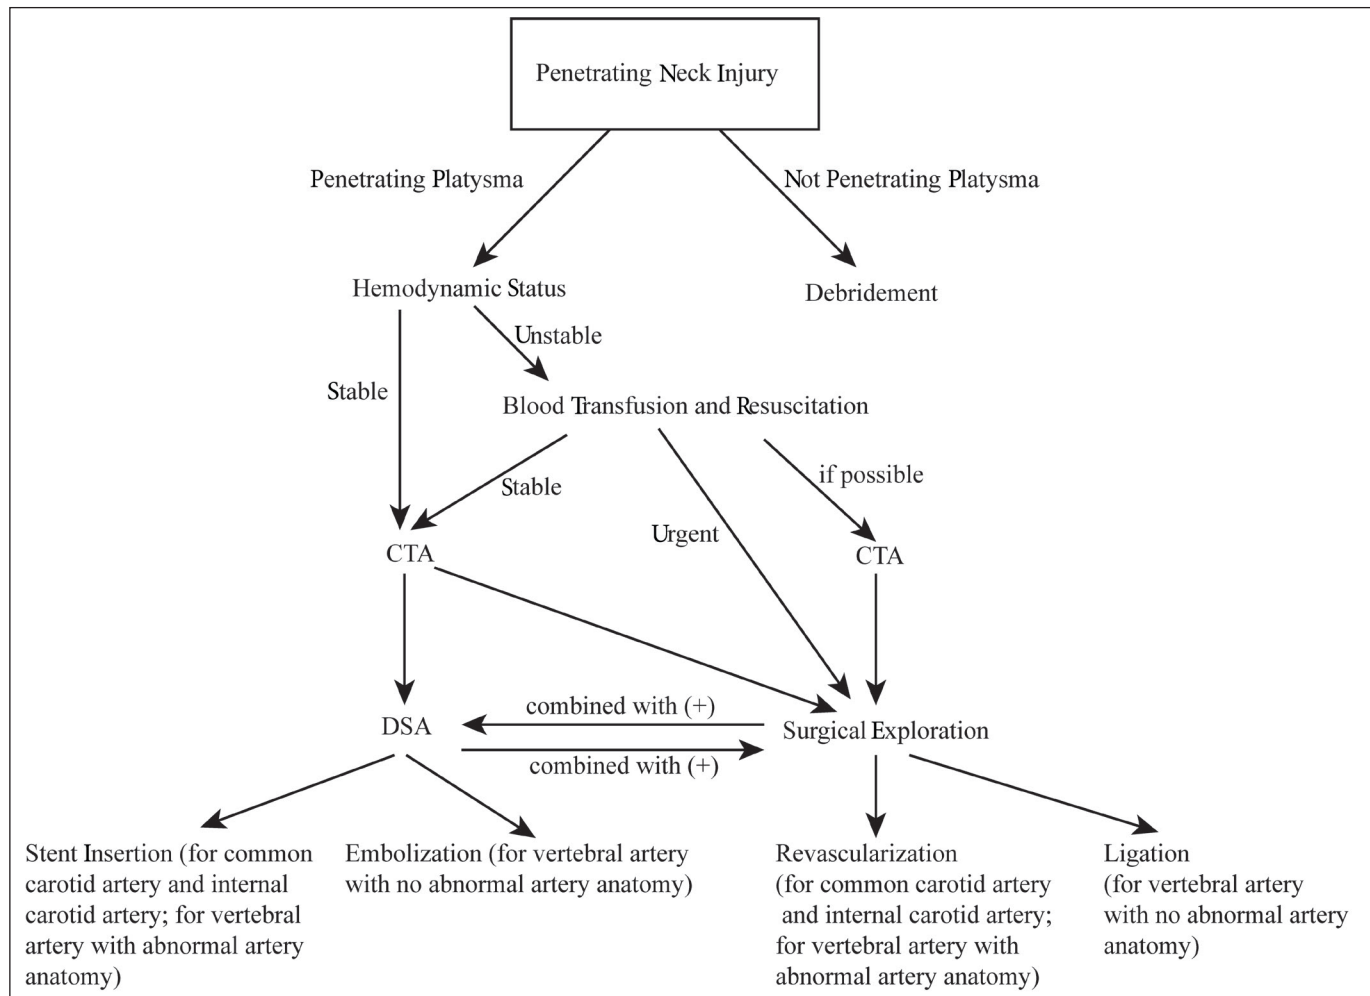 Penetrating Neck Injury
Penetrating Platysma
Not Penetrating Platysma
Hemodynamic Status
Debridement
Unstable
Stable
Blood Transfusion and Resuscitation
Stable
if possible
Urgent
CTA
CTA
combined with (+)
DSA
Surgical Exploration
combined with (+)
Stent Insertion (for common
carotid artery and internal
carotid artery; for vertebral
artery with abnormal artery
anatomy)
Embolization (for vertebral artery
with no abnormal artery anatomy)
Revascularization
(for common carotid artery
and internal carotid artery;
for vertebral artery with
abnormal artery anatomy)
Ligation
(for vertebral artery
with no abnormal artery
anatomy)